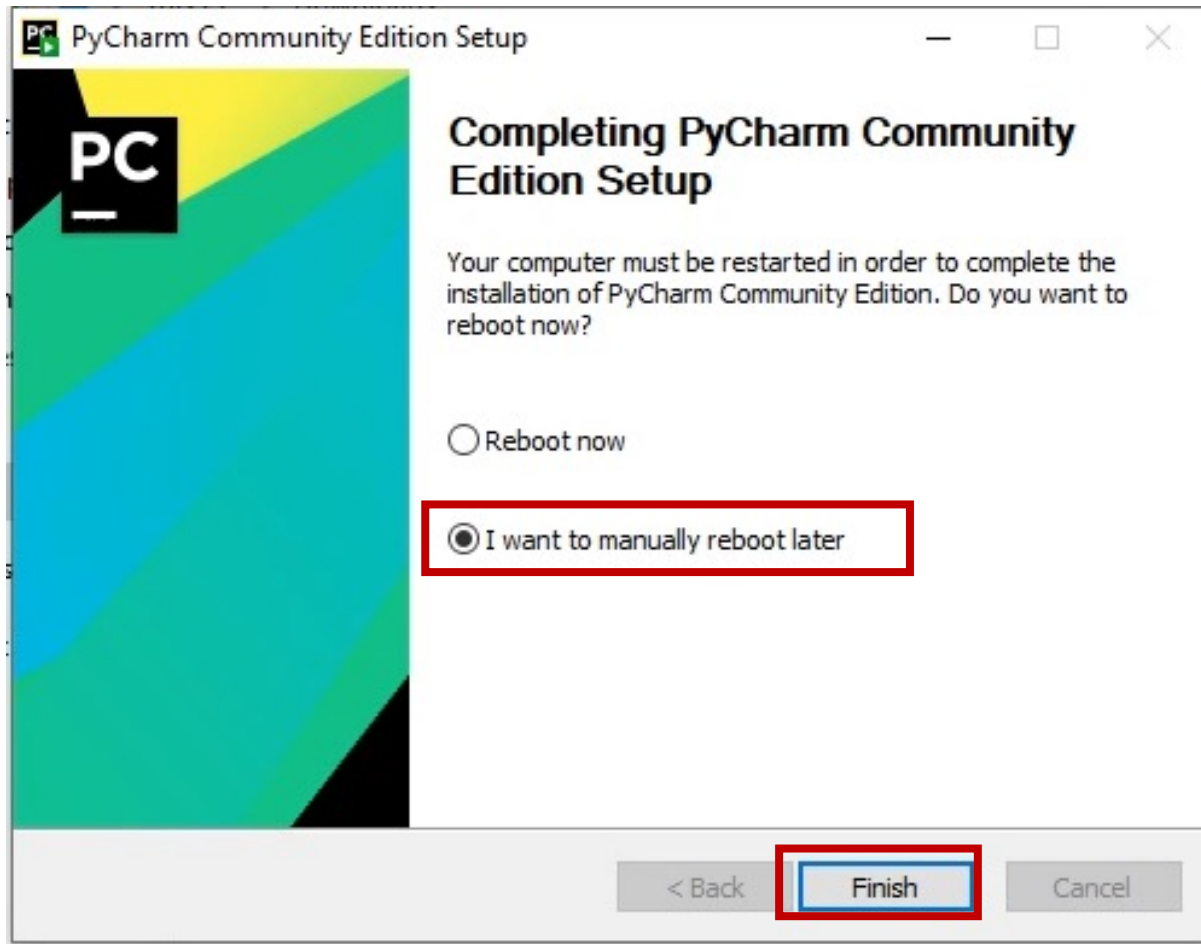 PyCharm Community Edition Setup
PC
Completing PyCharm Community
Edition Setup
Your computer must be restarted in order to complete the
installation of PyCharm Community Edition. Do you want to
reboot now?
Reboot now
I want to manually reboot later
< Back
Finish
Cancel